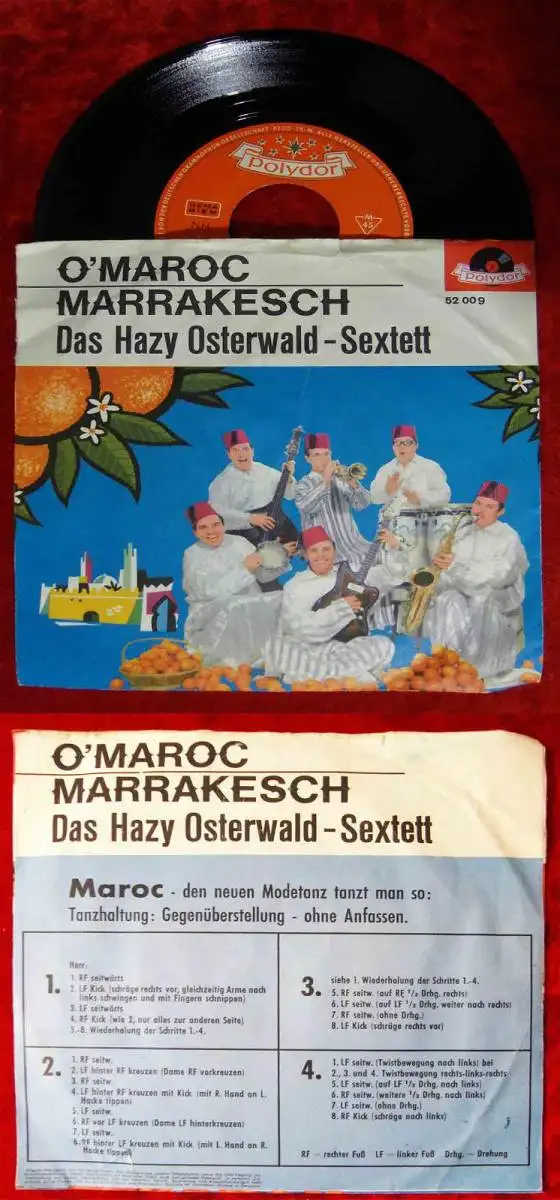 Polydor
GEMA
BIEM
M
45
O'MAROC
MARRAKESCH
Das Hazy Osterwald - Sextett
Polydor
52 009
O'MAROC
MARRAKESCH
Das Hazy Osterwald - Sextett
Maroc - den neuen Modetanz tanzt man so:
Tanzhaltung: Gegenüberstellung - ohne Anfassen.
Herr:
1.
1. RF seitwärts
2. LF Kick (schräge rechts vor, gleichzeitig Arme nach
links schwingen und mit Fingern schnippen)
3. LF seitwärts
4. RF Kick (wie 2, nur alles zur anderen Seite)
5.-8. Wiederholung der Schritte 1.-4.
2.
1. RF seitw.
2. LF hinter RF kreuzen (Dame RF vorkreuzen)
3. RF seitw
4. LF hinter RF kreuzen mit Kick (mit R. Hand an L.
Hacke tippen)
5. LF seitw.
6. RF vor LF kreuzen (Dame LF hinterkreuzen)
7. LF seitw.
8. RF hinter LF kreuzen mit Kick (mit L. Hand an R.
Hacke tippen)
3.
siehe 1. Wiederholung der Schritte 1.-4.
5. RF seitw. (auf RF 1/2 Drhg. rechts)
6. LF seitw. (auf LF 1/2 Drhg. weiter nach rechts)
7. RF seitw. (ohne Drhg.)
8. LF Kick (schräge rechts vor)
4.
1. LF seitw. (Twistbewegung nach links) bei
2., 3. und 4. Twistbewegung rechts-links-rechts
5. LF seitw. (auf LF 1/2 Drhg. nach links)
6. RF seitw. (weitere 1/2 Drhg. nach links)
7. LF seitw. (ohne Drhg.)
8. RF Kick (schräge nach links)
RF = rechter Fuß LF = linker Fuß Drhg. = Drehung